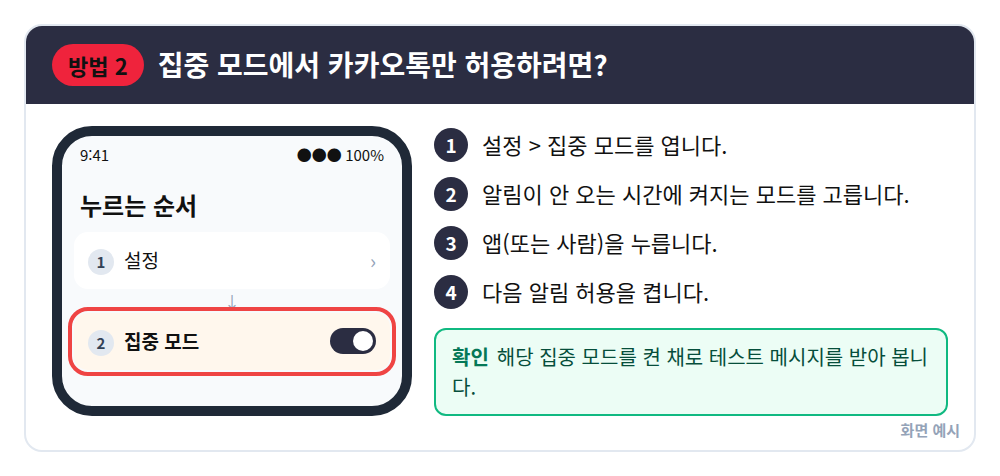 방법 2 집중 모드에서 카카오톡만 허용하려면?
9:41 ●●● 100%
누르는 순서
1 설정 ›
↓
2 집중 모드
1 설정 > 집중 모드를 엽니다.
2 알림이 안 오는 시간에 켜지는 모드를 고릅니다.
3 앱(또는 사람)을 누릅니다.
4 다음 알림 허용을 켭니다.
확인 해당 집중 모드를 켠 채로 테스트 메시지를 받아 봅니
다.
화면 예시